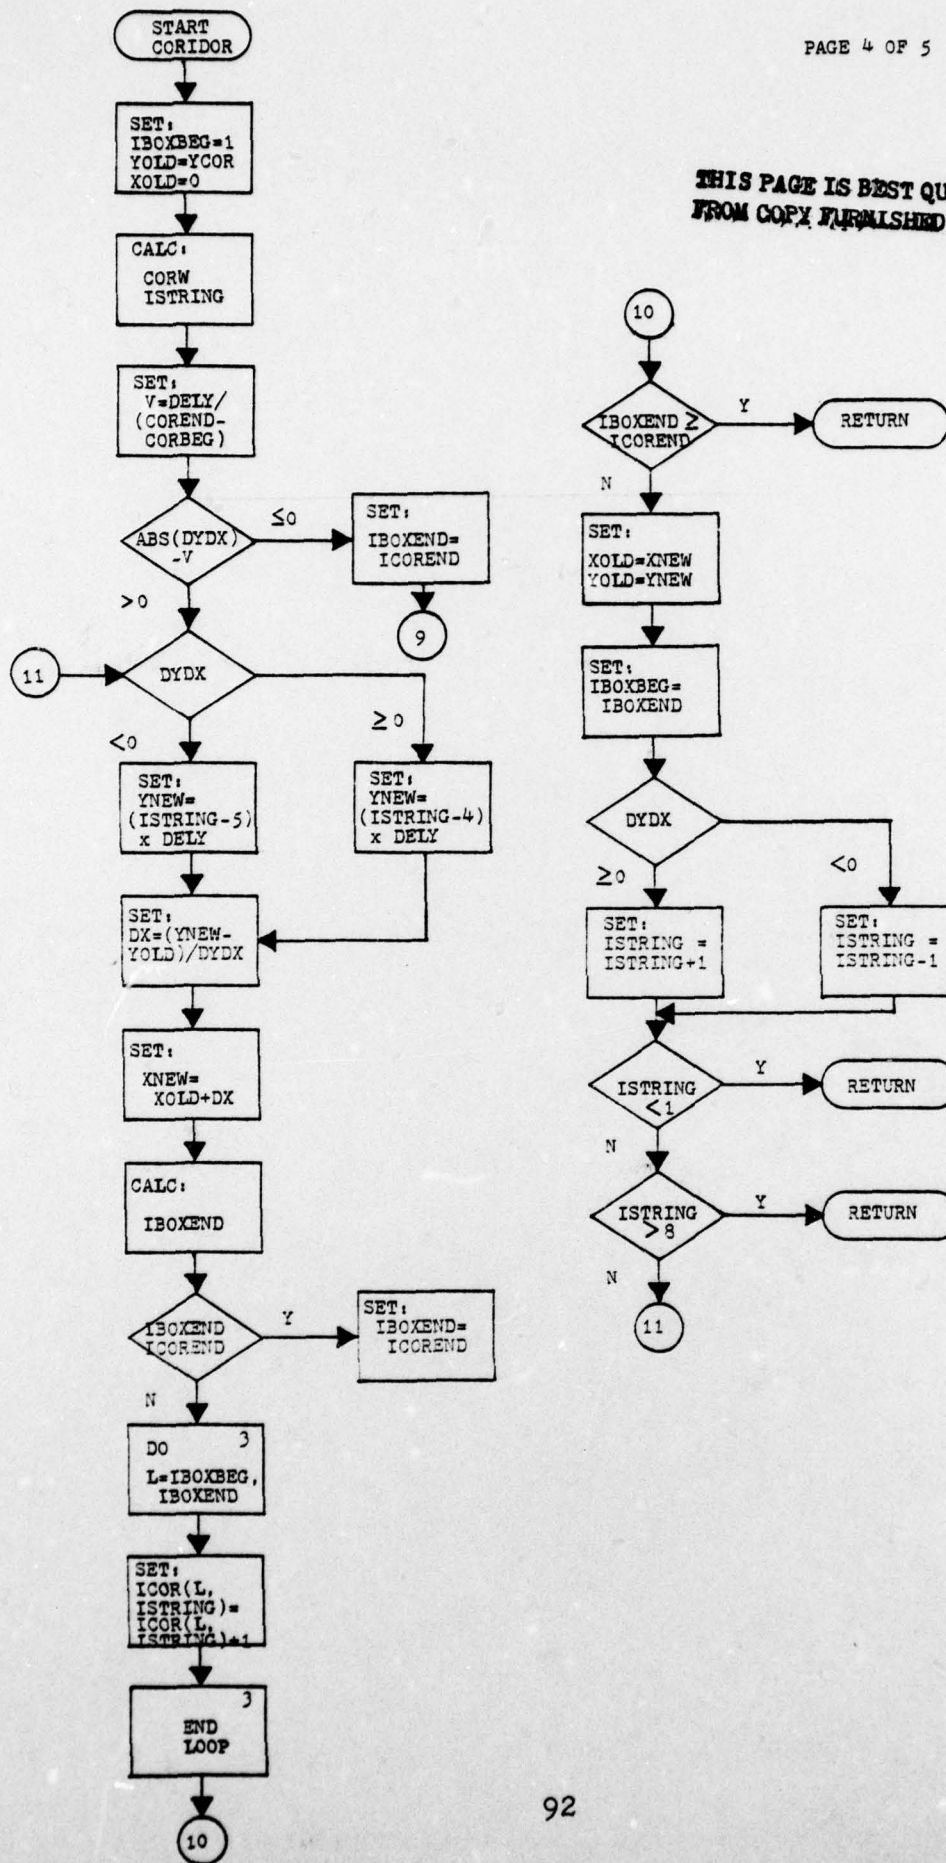 PAGE 4 OF 5
THIS PAGE IS BEST QU
FROM COPY FURNISHED
START
CORIDOR
SET:
IBOXBEG=1
YOLD=YCOR
XOLD=0
CALC:
CORW
ISTRING
SET:
V=DELY/
(COREND-
CORBEG)
ABS(DYDX)
-V
≤0
SET:
IBOXEND=
ICOREND
9
>0
11
DYDX
<0
≥0
SET:
YNEW=
(ISTRING-5)
x DELY
SET:
YNEW=
(ISTRING-4)
x DELY
SET:
DX=(YNEW-
YOLD)/DYDX
SET:
XNEW=
XOLD+DX
CALC:
IBOXEND
IBOXEND
ICOREND
Y
SET:
IBOXEND=
ICOREND
N
DO 3
L=IBOXBEG,
IBOXEND
SET:
ICOR(L,
ISTRING)=
ICOR(L,
ISTRING)+1
3
END
LOOP
10
10
IBOXEND ≥
ICOREND
Y
RETURN
N
SET:
XOLD=XNEW
YOLD=YNEW
SET:
IBOXBEG=
IBOXEND
DYDX
≥0
<0
SET:
ISTRING =
ISTRING+1
SET:
ISTRING =
ISTRING-1
ISTRING
<1
Y
RETURN
N
ISTRING
>8
Y
RETURN
N
11
92